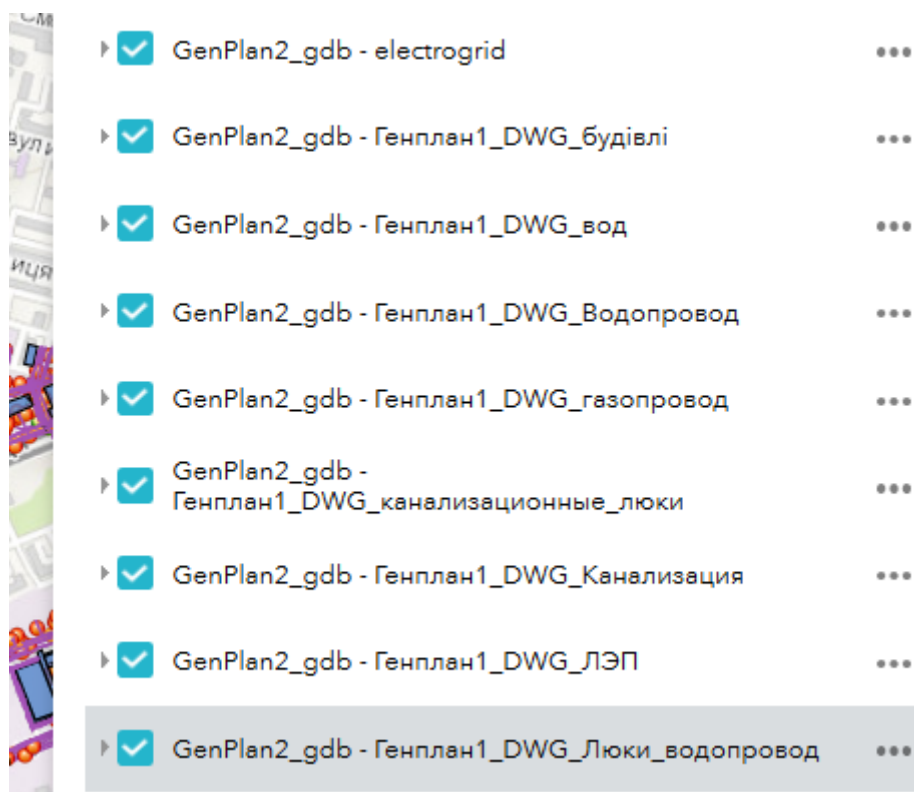 GenPlan2_gdb - electrogrid
GenPlan2_gdb - Генплан1_DWG_будівлі
GenPlan2_gdb - Генплан1_DWG_вод
GenPlan2_gdb - Генплан1_DWG_Водопровод
GenPlan2_gdb - Генплан1_DWG_газопровод
GenPlan2_gdb -
Генплан1_DWG_канализационные_люки
GenPlan2_gdb - Генплан1_DWG_Канализация
GenPlan2_gdb - Генплан1_DWG_ЛЭП
GenPlan2_gdb - Генплан1_DWG_Люки_водопровод